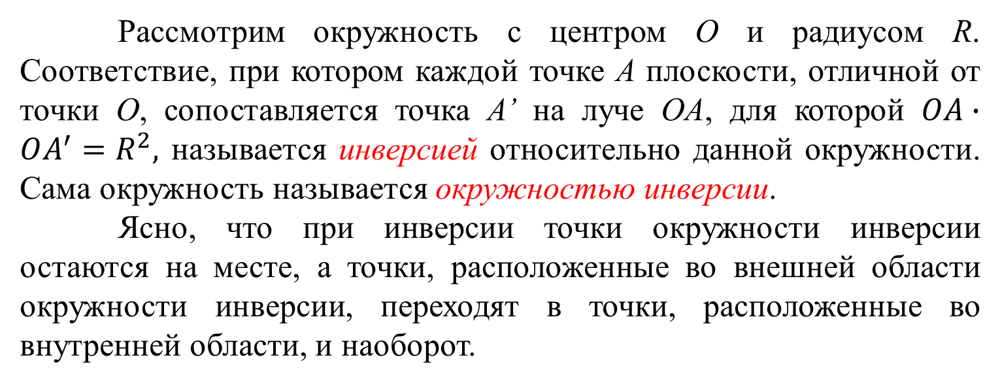 Рассмотрим окружность с центром O и радиусом R.
Соответствие, при котором каждой точке A плоскости, отличной от
точки O, сопоставляется точка A’ на луче OA, для которой 𝑂𝐴 ∙
𝑂𝐴′ = 𝑅², называется инверсией относительно данной окружности.
Сама окружность называется окружностью инверсии.
Ясно, что при инверсии точки окружности инверсии
остаются на месте, а точки, расположенные во внешней области
окружности инверсии, переходят в точки, расположенные во
внутренней области, и наоборот.